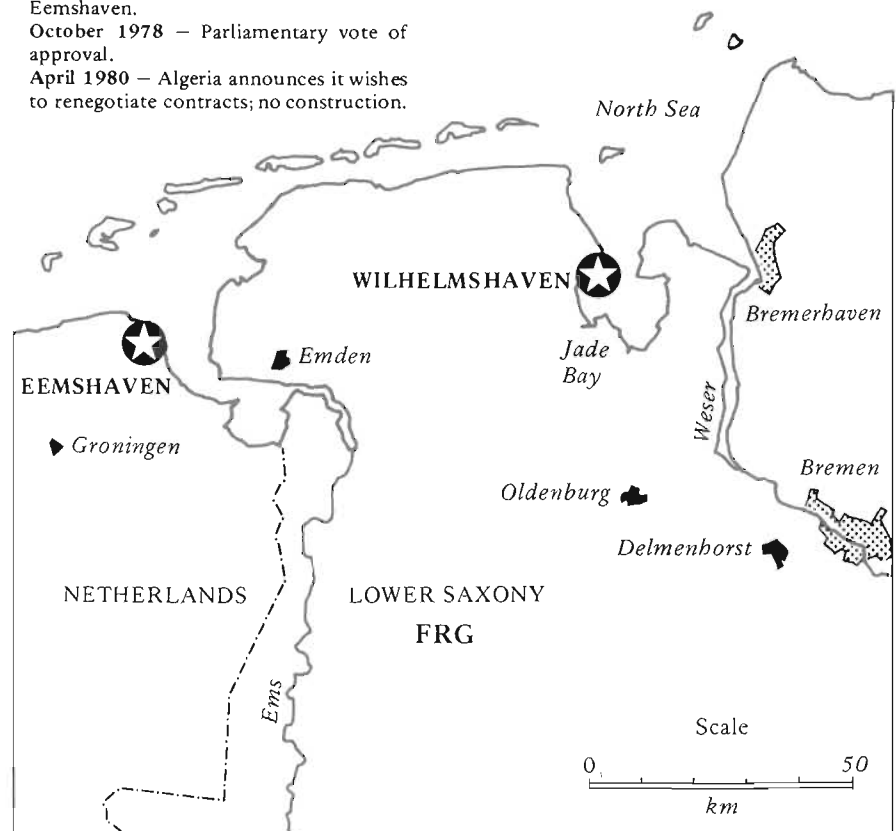 Eemshaven.
October 1978 — Parliamentary vote of
approval.
April 1980 — Algeria announces it wishes
to renegotiate contracts; no construction.
North Sea
WILHELMSHAVEN
Bremerhaven
Emden
Jade
Bay
EEMSHAVEN
Weser
Groningen
Bremen
Oldenburg
Delmenhorst
NETHERLANDS
LOWER SAXONY
FRG
Ems
Scale
0 50
km